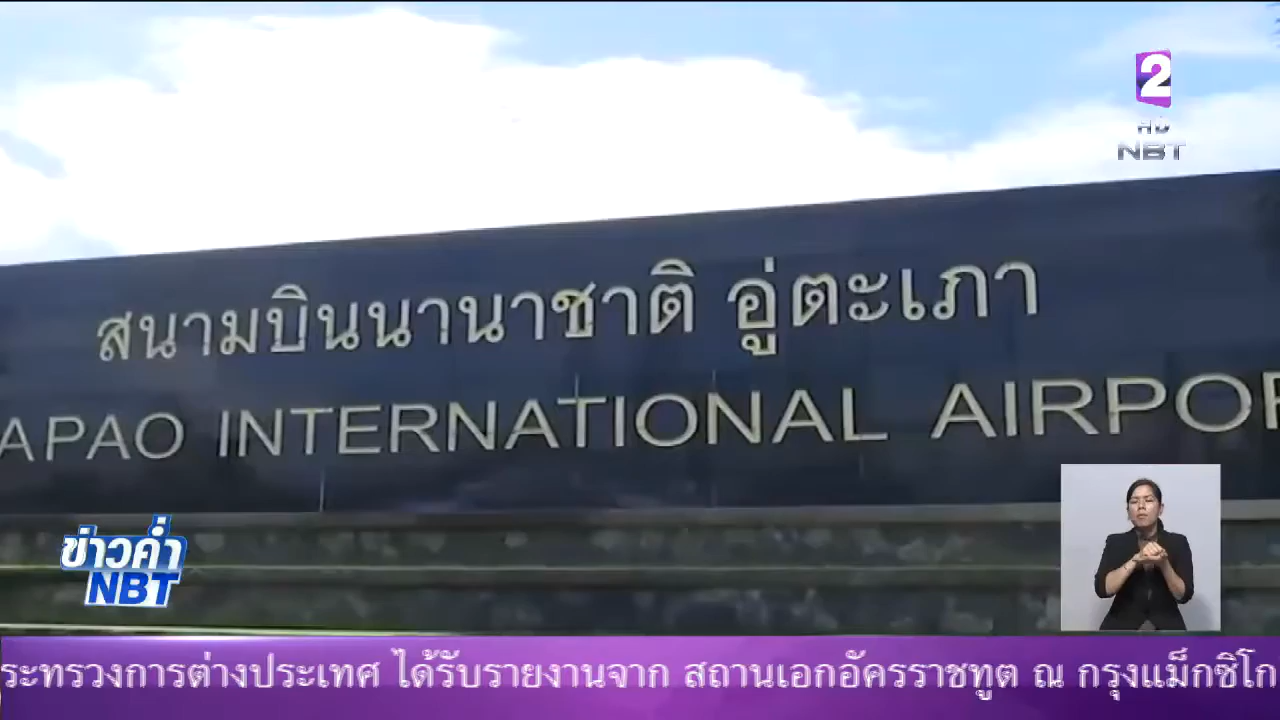 2
HD
NBT
สนามบินนานาชาติ อู่ตะเภา
APAO INTERNATIONAL AIRPOR
ข่าวค่ำ
NBT
ระทรวงการต่างประเทศ ได้รับรายงานจาก สถานเอกอัครราชทูต ณ กรุงแม็กซิโก